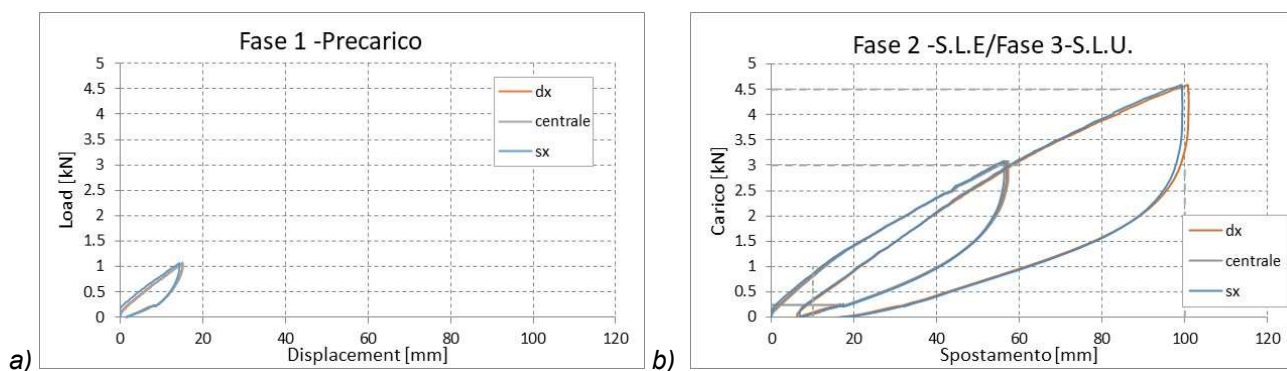 Fase 1 -Precarico
5
4.5
4
3.5
3
2.5
2
1.5
1
0.5
0
Load [kN]
dx
centrale
sx
0 20 40 60 80 100 120
Displacement [mm]
a)
Fase 2 -S.L.E/Fase 3-S.L.U.
5
4.5
4
3.5
3
2.5
2
1.5
1
0.5
0
Carico [kN]
dx
centrale
sx
0 20 40 60 80 100 120
Spostamento [mm]
b)